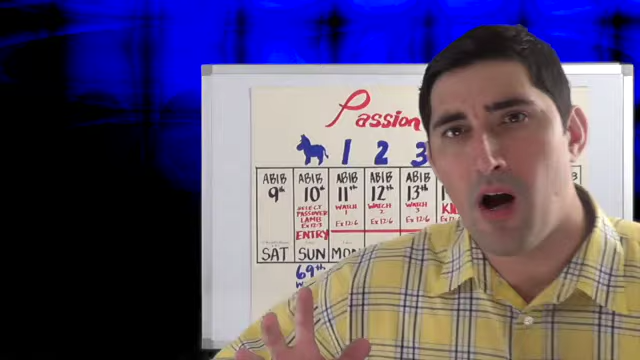 Passion
1 2 3
ABIB ABIB ABIB ABIB ABIB
9th 10th 11th 12th 13th
SELECT PASSOVER LAMB EX 12:3 WATCH 1 EX 12:6 WATCH 2 EX 12:6 WATCH 3 EX 12:6
ENTRY
SAT SUN MON
69th